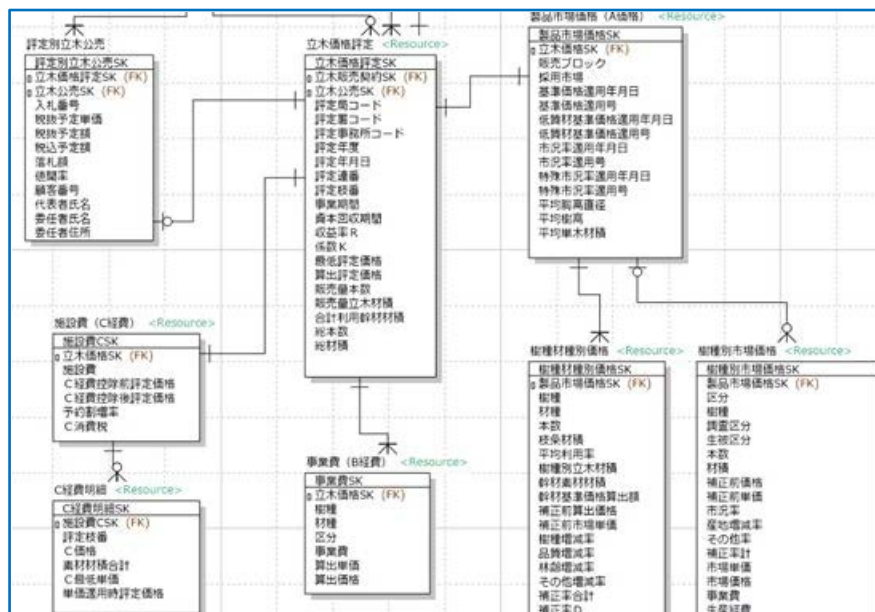 評定別立木公売
評定別立木公売SK
立木価格評定SK (FK)
立木公売SK (FK)
入札番号
税抜予定単価
税抜予定額
税込予定額
落札額
徳聞率
顧客番号
代表者氏名
委任者氏名
委任者住所
立木価格評定 <Resource>
立木価格評定SK
立木販売契約SK (FK)
立木公売SK (FK)
評定局コード
評定署コード
評定事務所コード
評定年度
評定年月日
評定連番
評定枝番
事業期間
資本回収期間
収益率R
係数K
最低評定価格
算出評定価格
販売量本数
販売量立木材積
合計利用幹材材積
総本数
総材積
製品市場価格 (A価格) <Resource>
製品市場価格SK
立木価格SK (FK)
販売ブロック
採用市場
基準価格適用年月日
基準価格適用号
低質材基準価格適用年月日
低質材基準価格適用号
市況率適用年月日
市況率適用号
特殊市況率適用年月日
特殊市況率適用号
平均胸高直径
平均樹高
平均単木材積
施設費 (C経費) <Resource>
施設費CSK
立木価格SK (FK)
施設費
C経費控除前評定価格
C経費控除後評定価格
予約割増率
C消費税
C経費明細 <Resource>
C経費明細SK
施設費CSK (FK)
評定枝番
C価格
素材材積合計
C最低単価
単価適用時評定価格
事業費 (B経費) <Resource>
事業費SK
立木価格SK (FK)
樹種
材種
区分
事業費
算出単価
算出価格
樹種材種別価格 <Resource>
樹種材種別価格SK
製品市場価格SK (FK)
樹種
材種
本数
枝条材積
平均利用率
樹種別立木材積
幹材素材材積
幹材基準価格算出額
補正前算出価格
補正前市場単価
樹種増減率
品質増減率
林齢増減率
その他増減率
補正率合計
補正率D
樹種別市場価格 <Resource>
樹種別市場価格SK
製品市場価格SK (FK)
区分
樹種
調査区分
生被区分
本数
材積
補正前価格
補正前単価
市況率
産地増減率
その他率
補正率計
市場単価
市場価格
事業費
生産経費